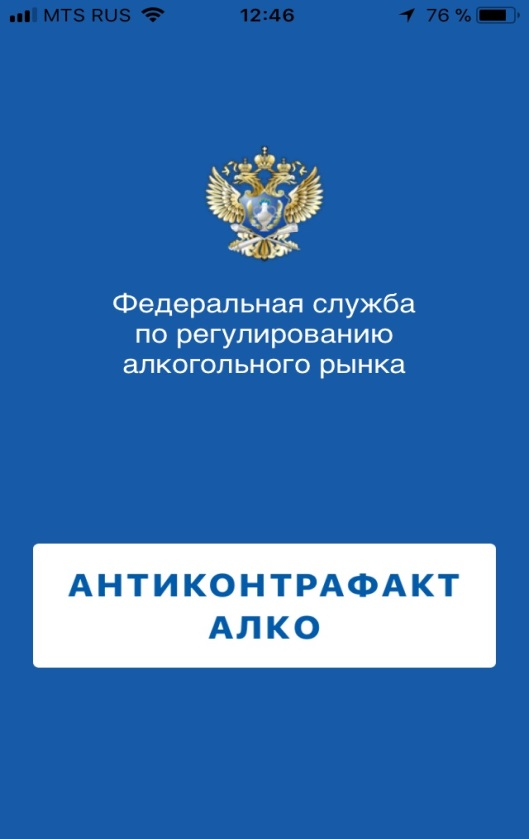 MTS RUS 12:46 76 %
Федеральная служба
по регулированию
алкогольного рынка
АНТИКОНТРАФАКТ
АЛКО